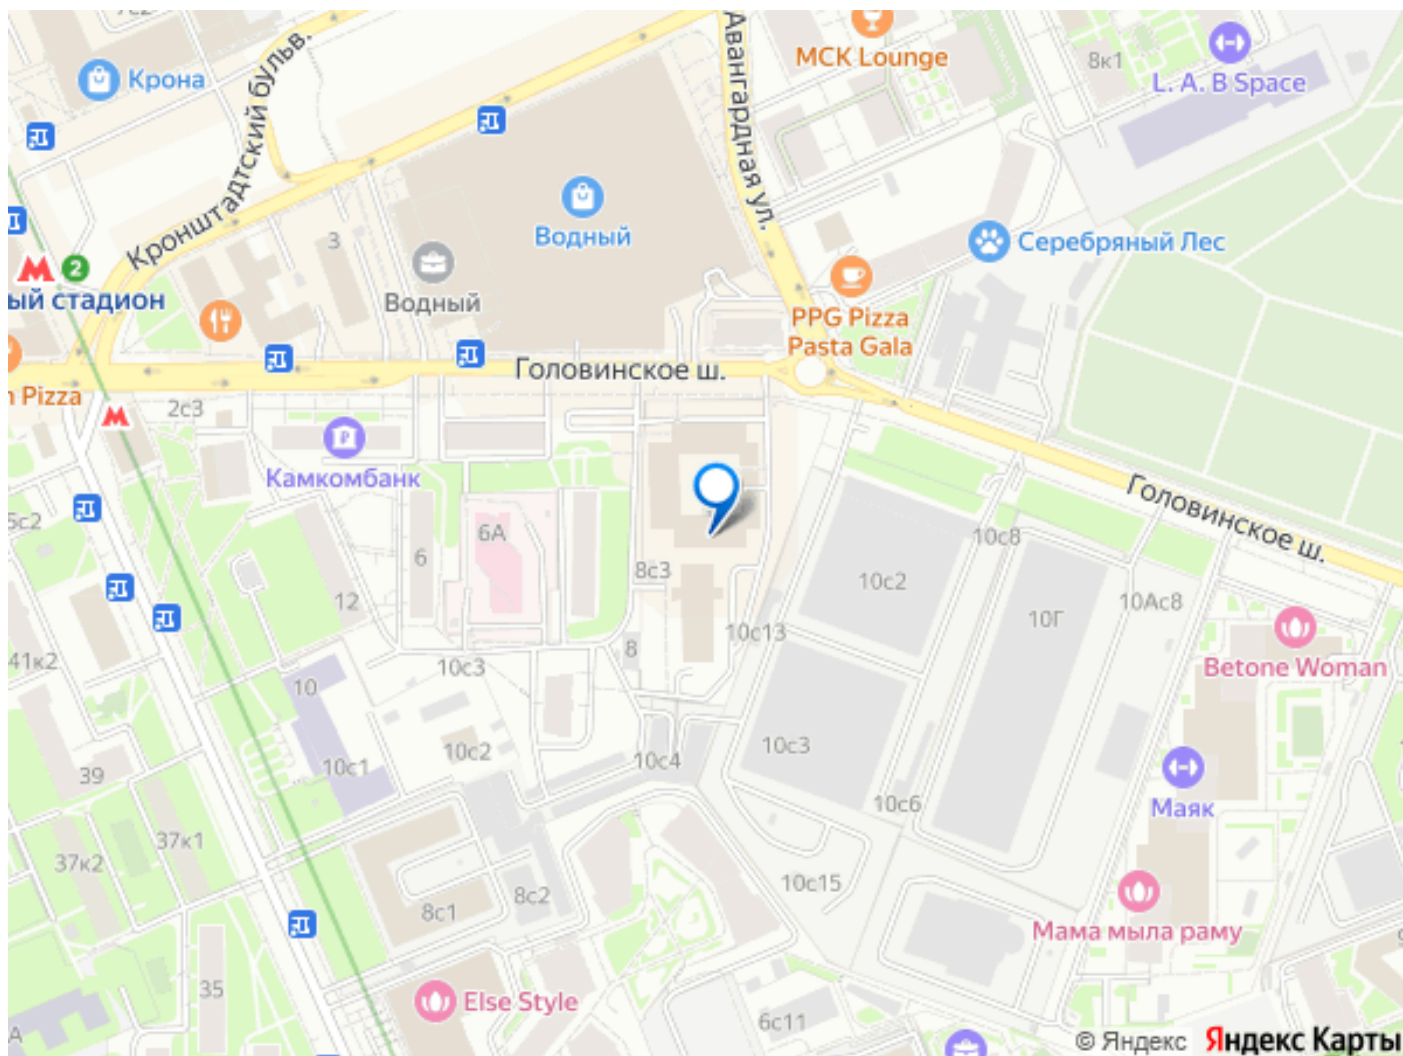 Авангардная ул.
MCK Lounge
8к1
L. A. B Space
Крона
Кронштадтский бульв.
Водный
3
Водный
Серебряный Лес
2
ый стадион
PPG Pizza
Pasta Gala
Головинское ш.
Pizza
2с3
Камкомбанк
Головинское ш.
5с2
6А
6
10с8
8с3
10с2
12
10Ас8
10Г
10с13
Betone Woman
41к2
8
10с3
10
10с2
10с1
10с4
10с3
39
10с6
Маяк
37к1
37к2
10с15
8с2
8с1
Мама мыла раму
35
Else Style
6с11
© Яндекс Яндекс Карты